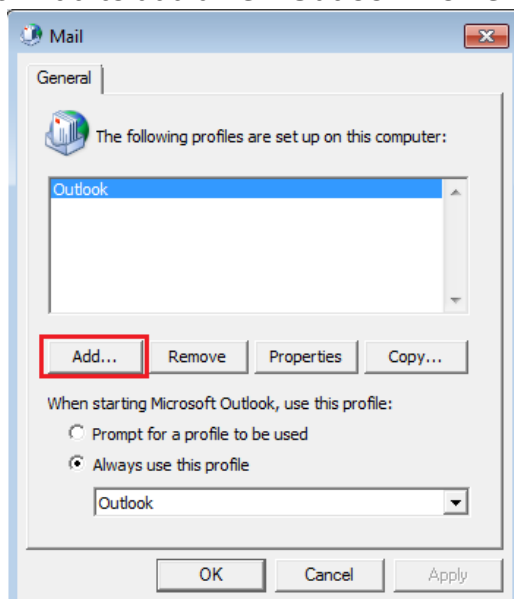 Mail
General
The following profiles are set up on this computer:
Outlook
Add...
Remove
Properties
Copy...
When starting Microsoft Outlook, use this profile:
Prompt for a profile to be used
Always use this profile
Outlook
OK
Cancel
Apply